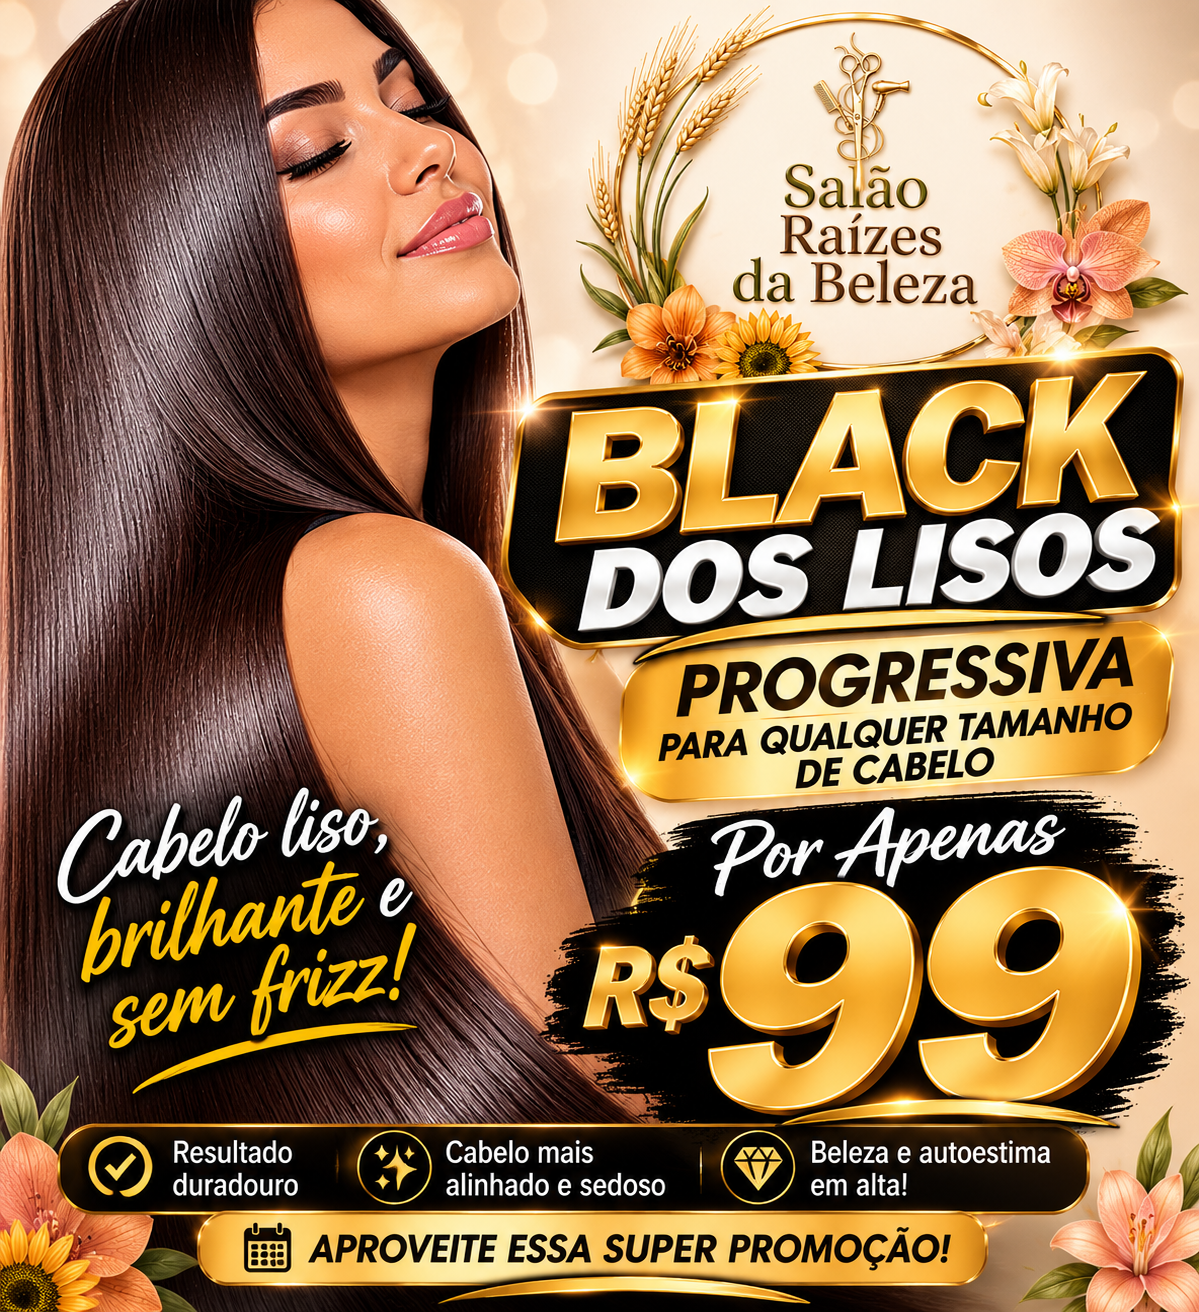 Salão
Raízes
da Beleza
BLACK
DOS LISOS
PROGRESSIVA
PARA QUALQUER TAMANHO
DE CABELO
Por Apenas
R$99
Cabelo liso,
brilhante e
sem frizz!
Resultado
duradouro
Cabelo mais
alinhado e sedoso
Beleza e autoestima
em alta!
APROVEITE ESSA SUPER PROMOÇÃO!